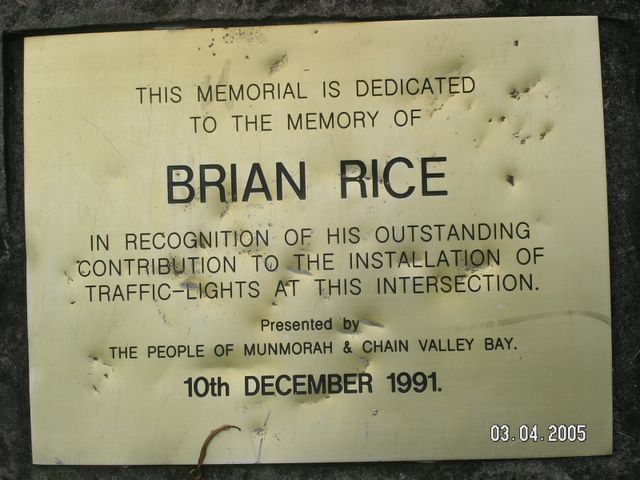 THIS MEMORIAL IS DEDICATED
TO THE MEMORY OF
BRIAN RICE
IN RECOGNITION OF HIS OUTSTANDING
CONTRIBUTION TO THE INSTALLATION OF
TRAFFIC-LIGHTS AT THIS INTERSECTION.
Presented by
THE PEOPLE OF MUNMORAH & CHAIN VALLEY BAY.
10th DECEMBER 1991.
03.04.2005